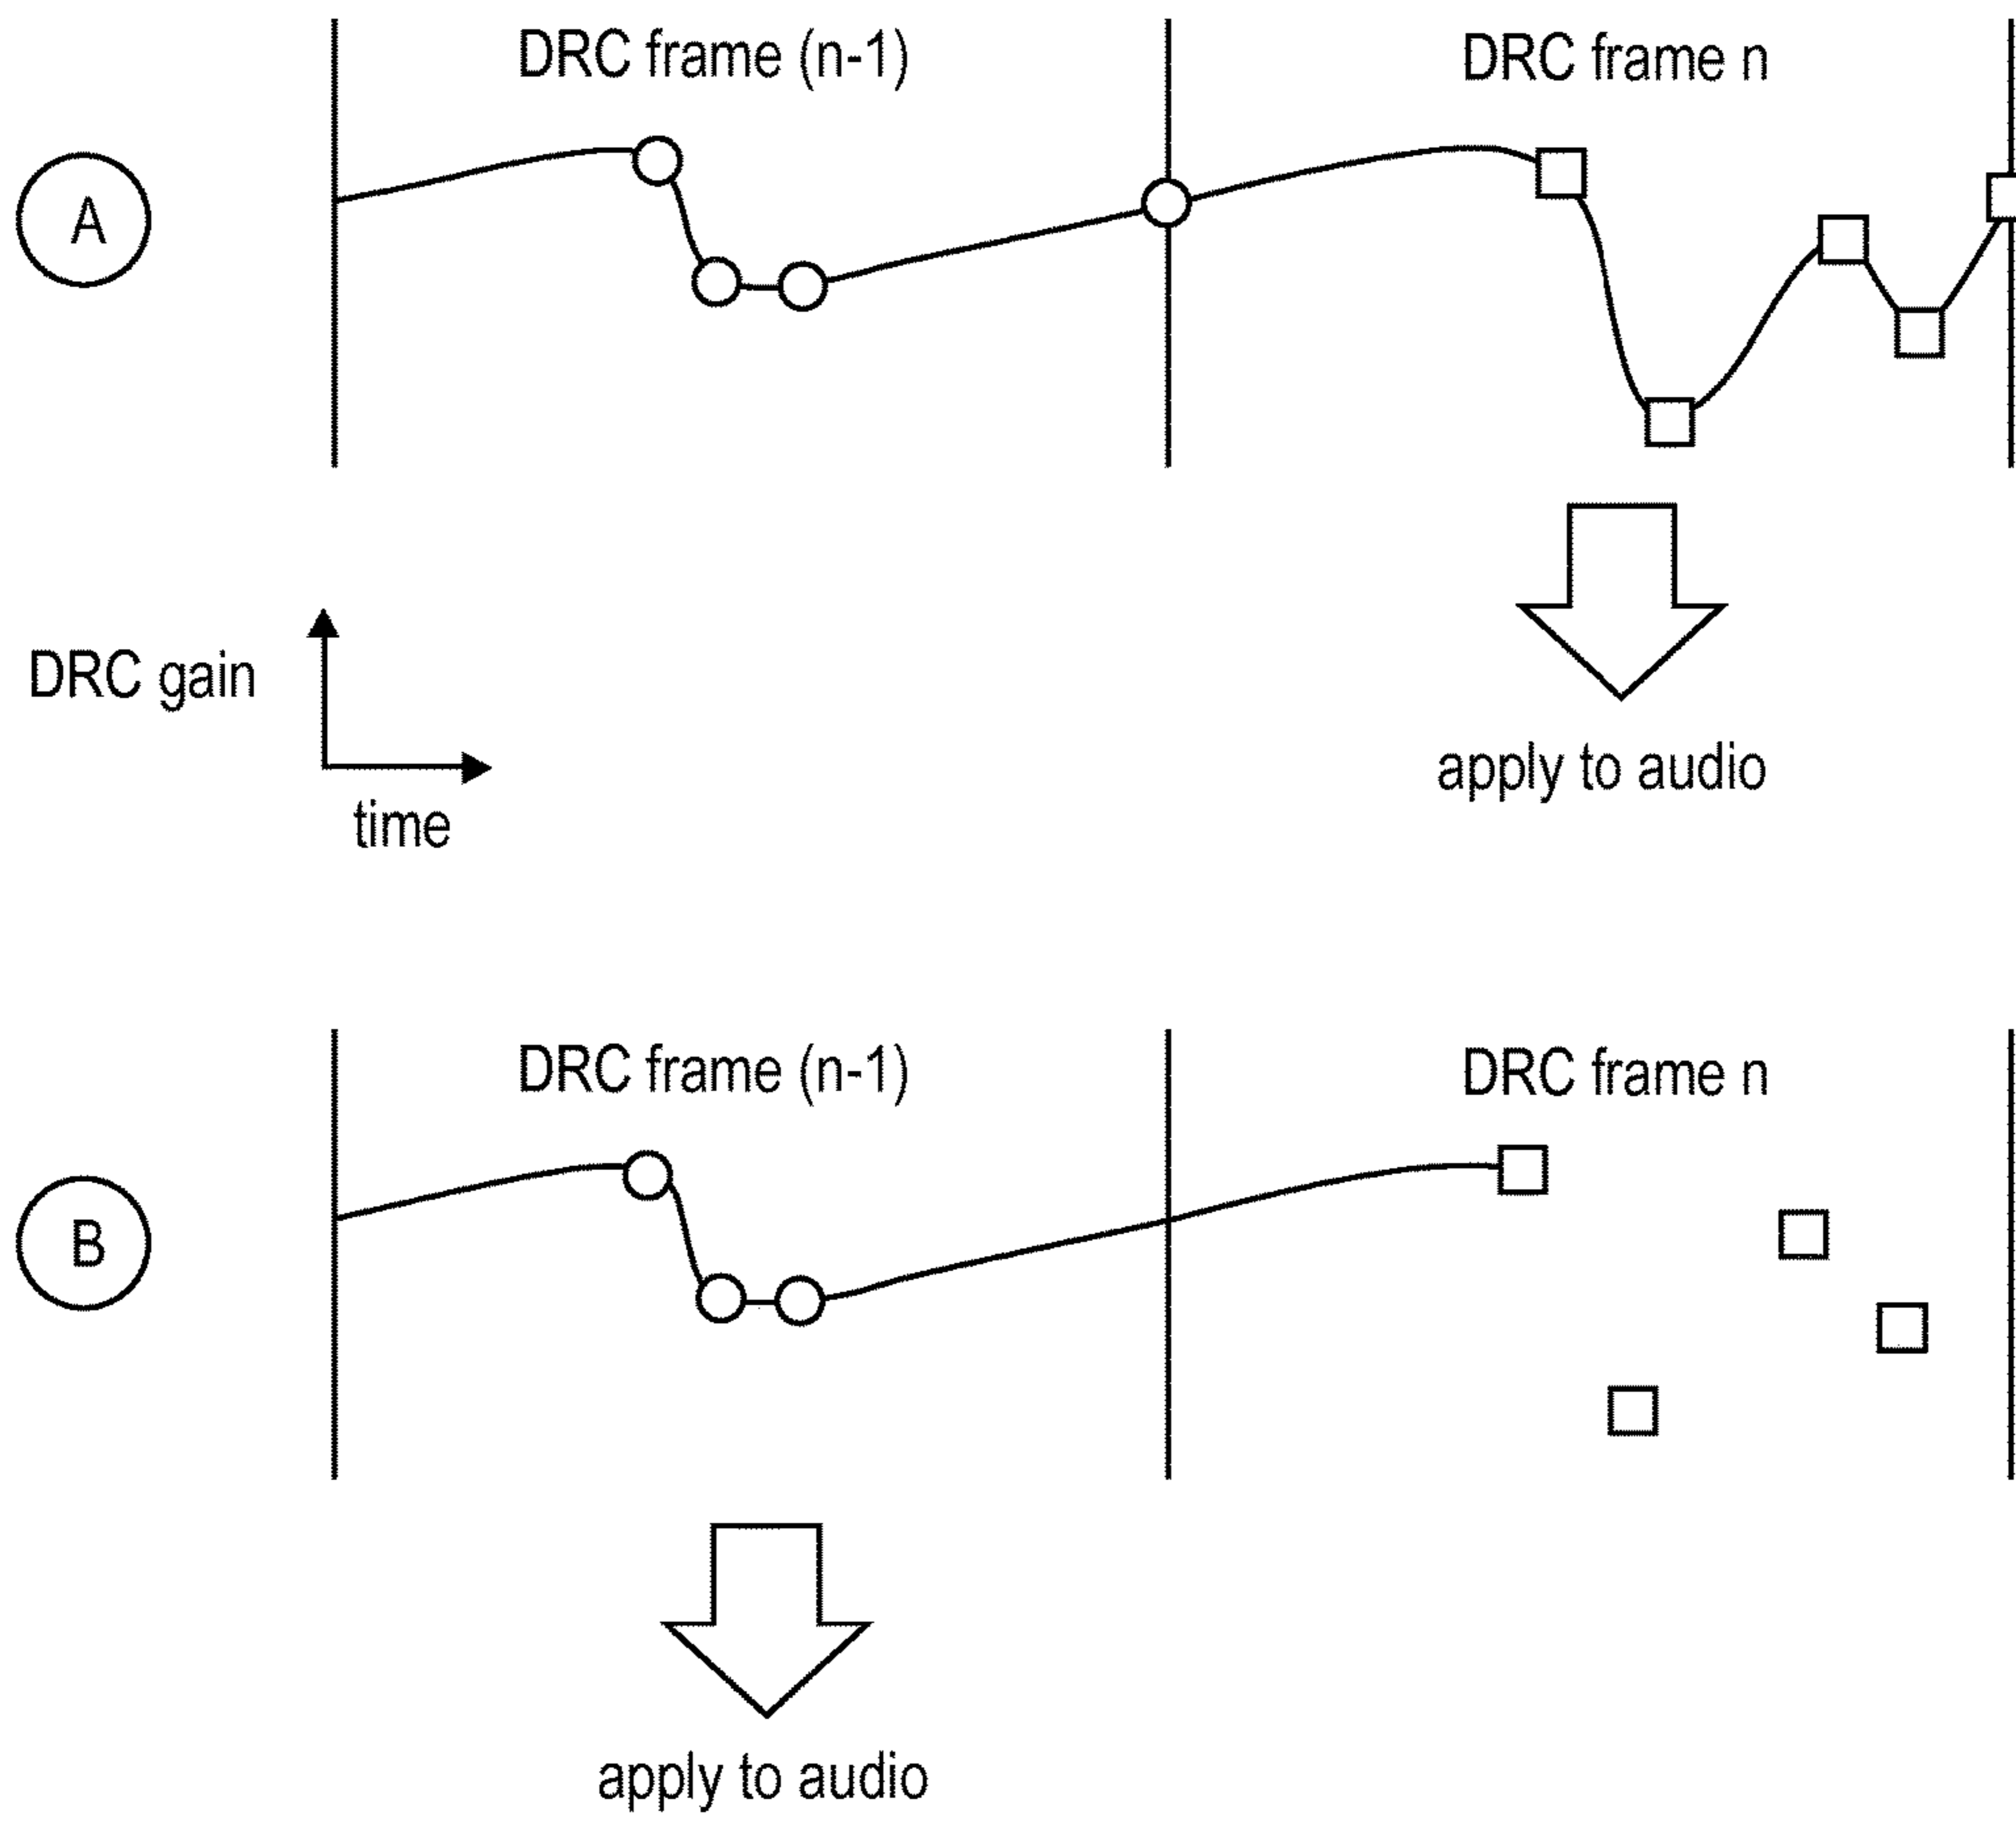 DRC frame (n-1)
DRC frame n
A
DRC gain
time
apply to audio
DRC frame (n-1)
DRC frame n
B
apply to audio